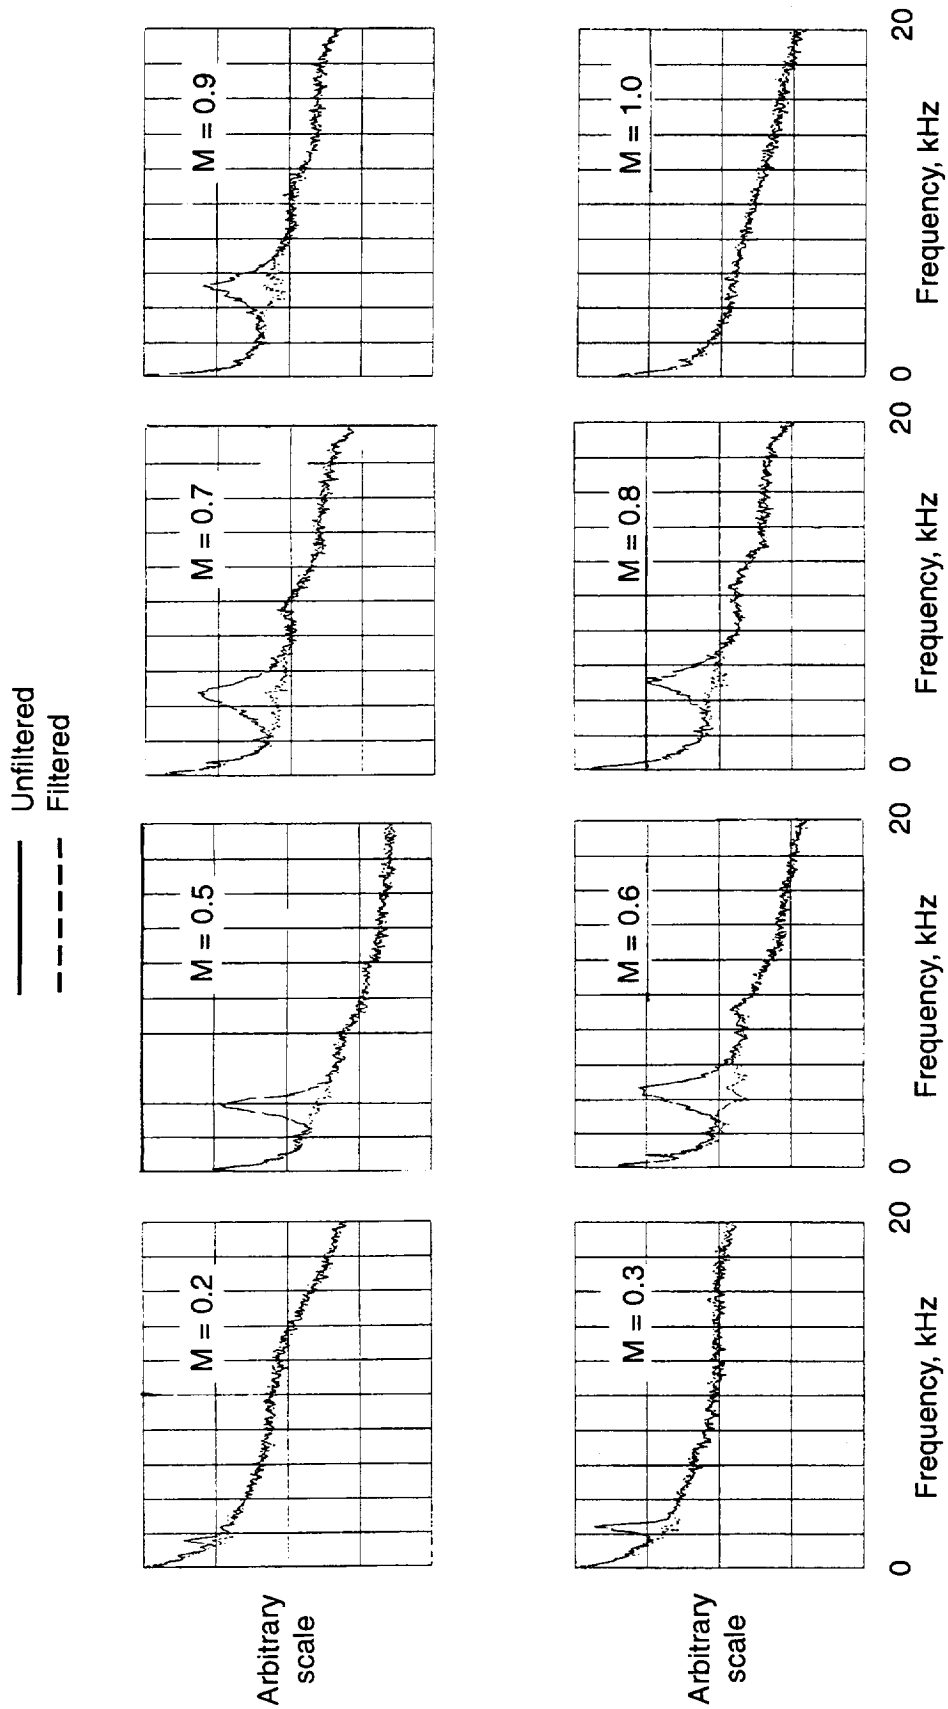 Unfiltered
Filtered
Arbitrary
scale
M = 0.2
M = 0.5
M = 0.7
M = 0.9
Arbitrary
scale
M = 0.3
M = 0.6
M = 0.8
M = 1.0
0 20 0 20 0 20 0 20
Frequency, kHz Frequency, kHz Frequency, kHz Frequency, kHz